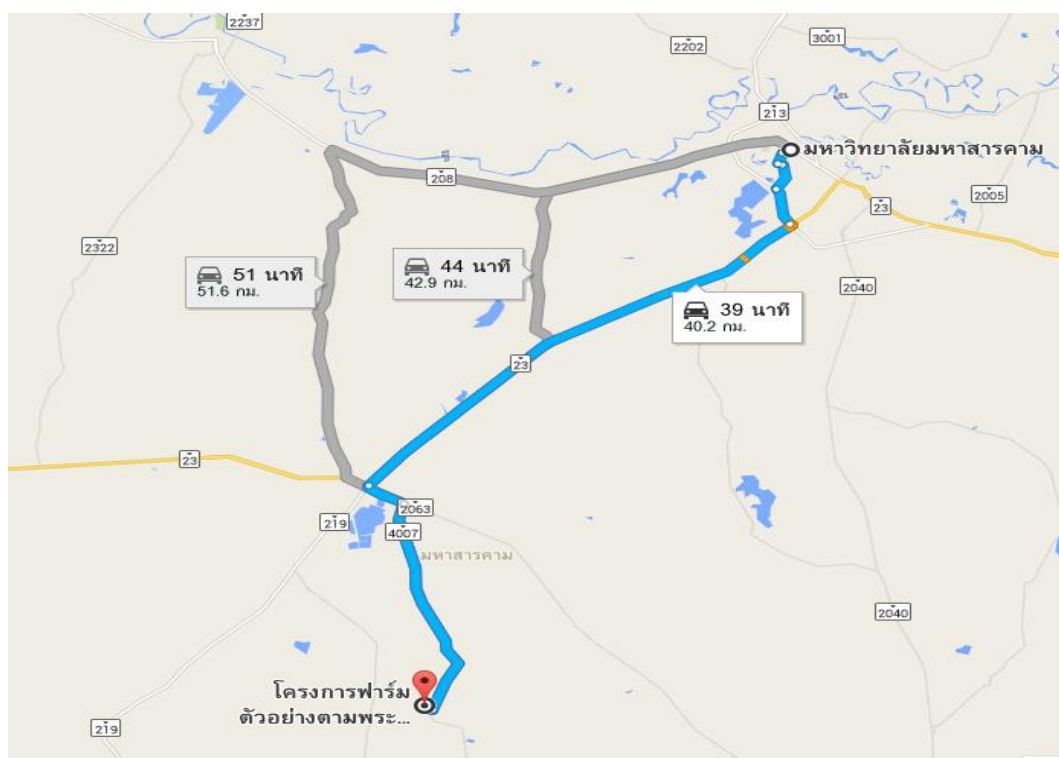 2237
3001
2202
213
มหาวิทยาลัยมหาสารคาม
208
2005
23
2322
51 นาที
51.6 กม.
44 นาที
42.9 กม.
2040
39 นาที
40.2 กม.
23
23
2063
219
4007
มหาสารคาม
2040
โครงการฟาร์ม
ตัวอย่างตามพระ...
219